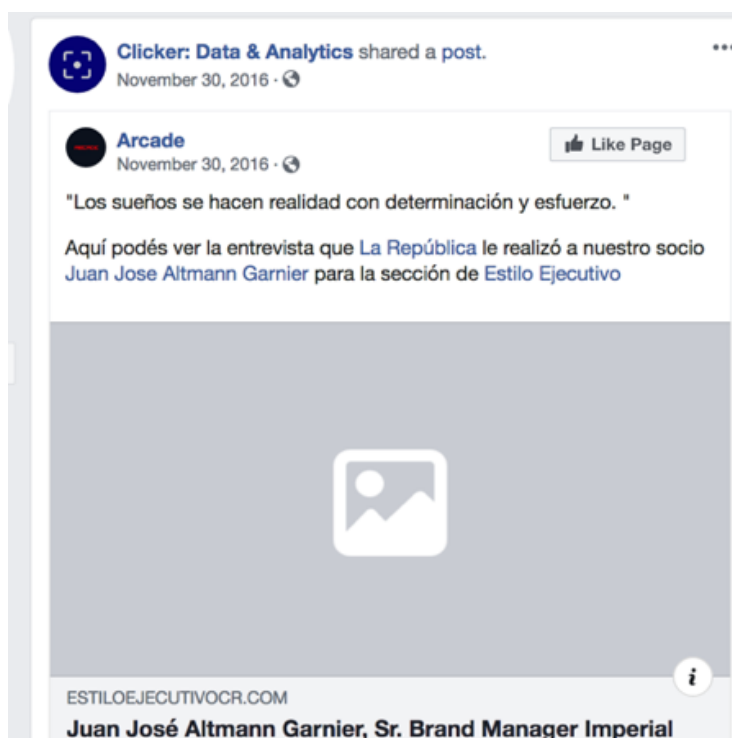 Clicker: Data & Analytics shared a post.
November 30, 2016 ·
Arcade
November 30, 2016 ·
Like Page
"Los sueños se hacen realidad con determinación y esfuerzo. "
Aquí podés ver la entrevista que La República le realizó a nuestro socio
Juan Jose Altmann Garnier para la sección de Estilo Ejecutivo
i
ESTILOEJECUTIVOCR.COM
Juan José Altmann Garnier, Sr. Brand Manager Imperial